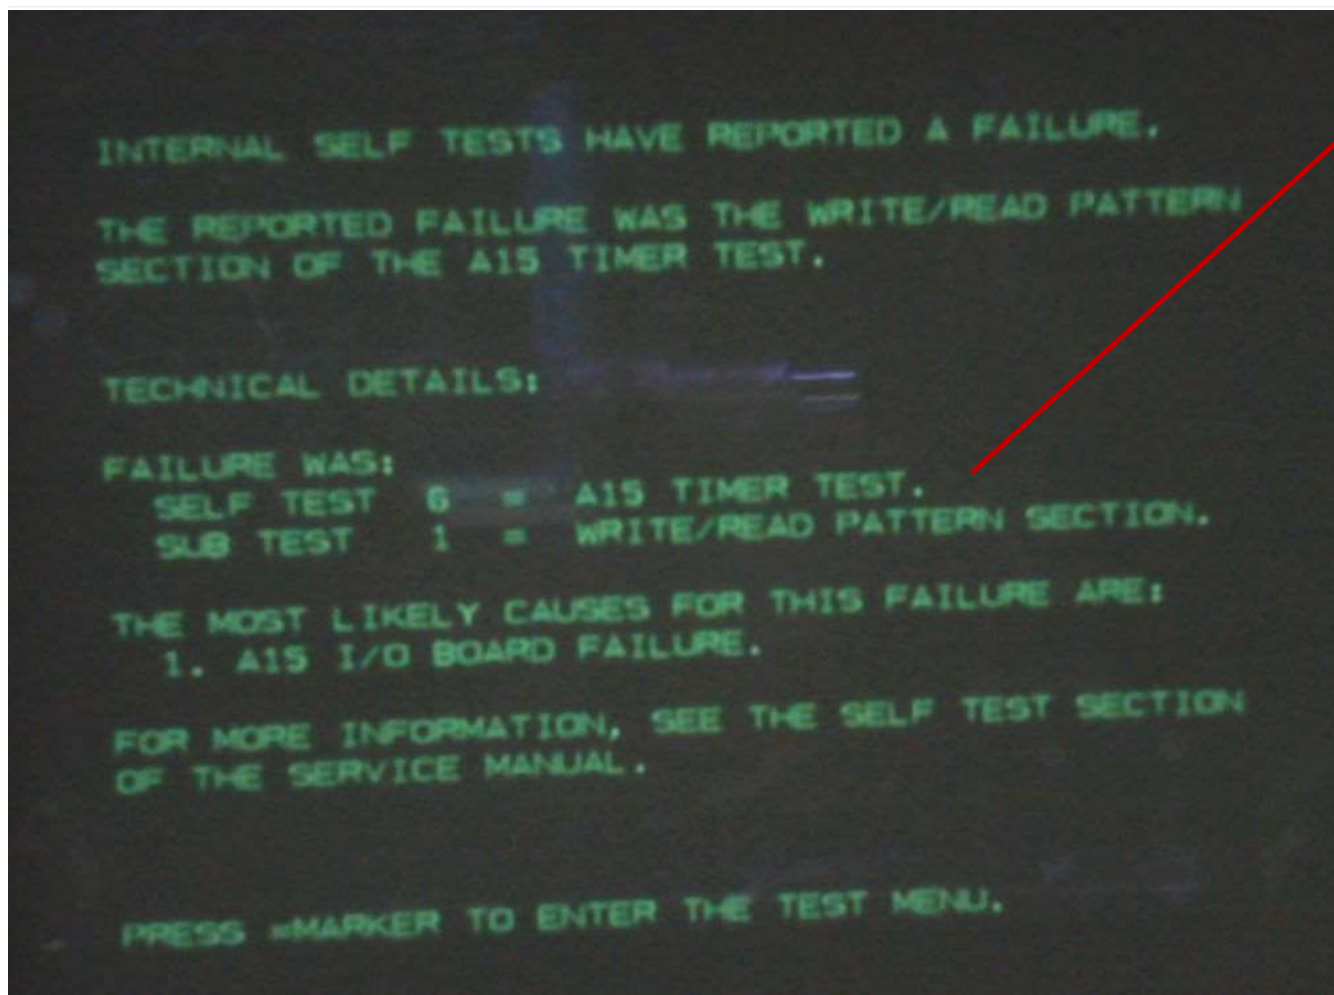 INTERNAL SELF TESTS HAVE REPORTED A FAILURE.
THE REPORTED FAILURE WAS THE WRITE/READ PATTERN
SECTION OF THE A15 TIMER TEST.
TECHNICAL DETAILS:
FAILURE WAS:
SELF TEST 6 = A15 TIMER TEST.
SUB TEST 1 = WRITE/READ PATTERN SECTION.
THE MOST LIKELY CAUSES FOR THIS FAILURE ARE:
1. A15 I/O BOARD FAILURE.
FOR MORE INFORMATION, SEE THE SELF TEST SECTION
OF THE SERVICE MANUAL.
PRESS =MARKER TO ENTER THE TEST MENU.